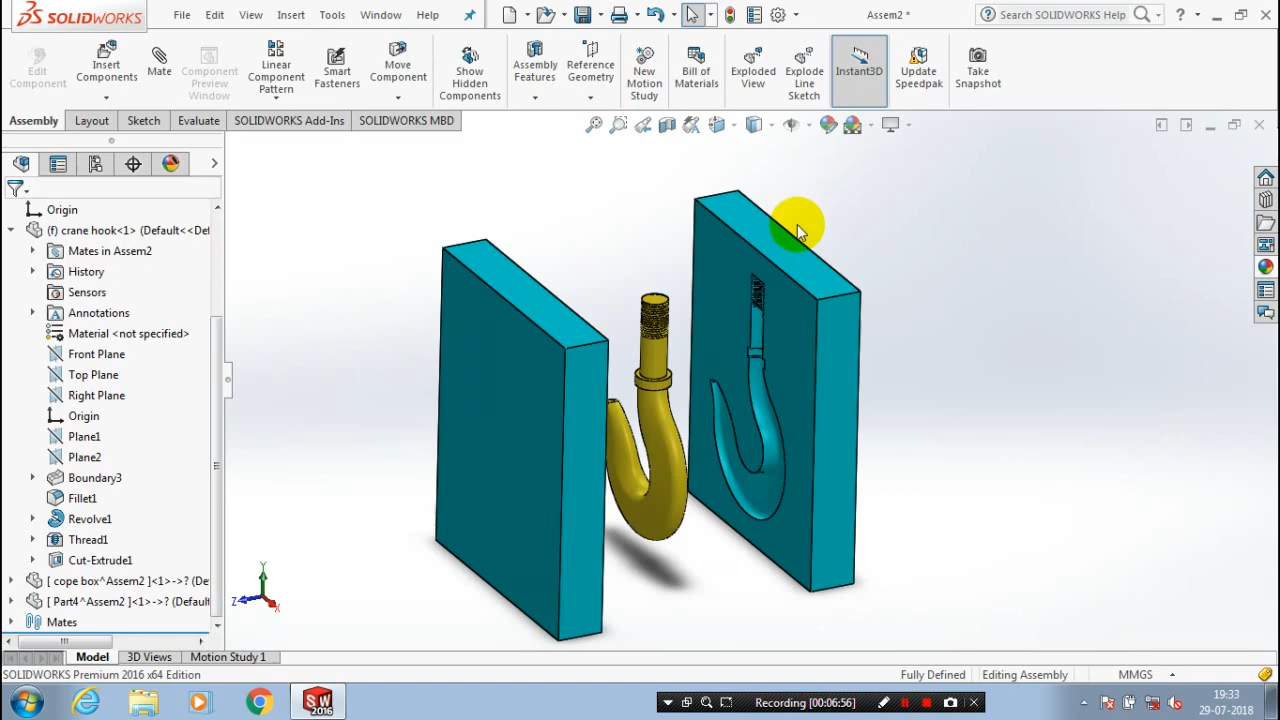 SOLIDWORKS File Edit View Insert Tools Window Help Assem2 * Search SOLIDWORKS Help ?
Edit Component
Insert Components
Mate
Component Preview Window
Linear Component Pattern
Smart Fasteners
Move Component
Show Hidden Components
Assembly Features
Reference Geometry
New Motion Study
Bill of Materials
Exploded View
Explode Line Sketch
Instant3D
Update Speedpak
Take Snapshot
Assembly Layout Sketch Evaluate SOLIDWORKS Add-Ins SOLIDWORKS MBD
Origin
(f) crane hook<1> (Default<<Def
Mates in Assem2
History
Sensors
Annotations
Material <not specified>
Front Plane
Top Plane
Right Plane
Origin
Plane1
Plane2
Boundary3
Fillet1
Revolve1
Thread1
Cut-Extrude1
[ cope box^Assem2 ]<1>->? (De
[ Part4^Assem2 ]<1>->? (Default
Mates
Y
Z
X
Model 3D Views Motion Study 1
SOLIDWORKS Premium 2016 x64 Edition Fully Defined Editing Assembly MMGS
SW 2016
Recording [00:06:56]
19:33
29-07-2018